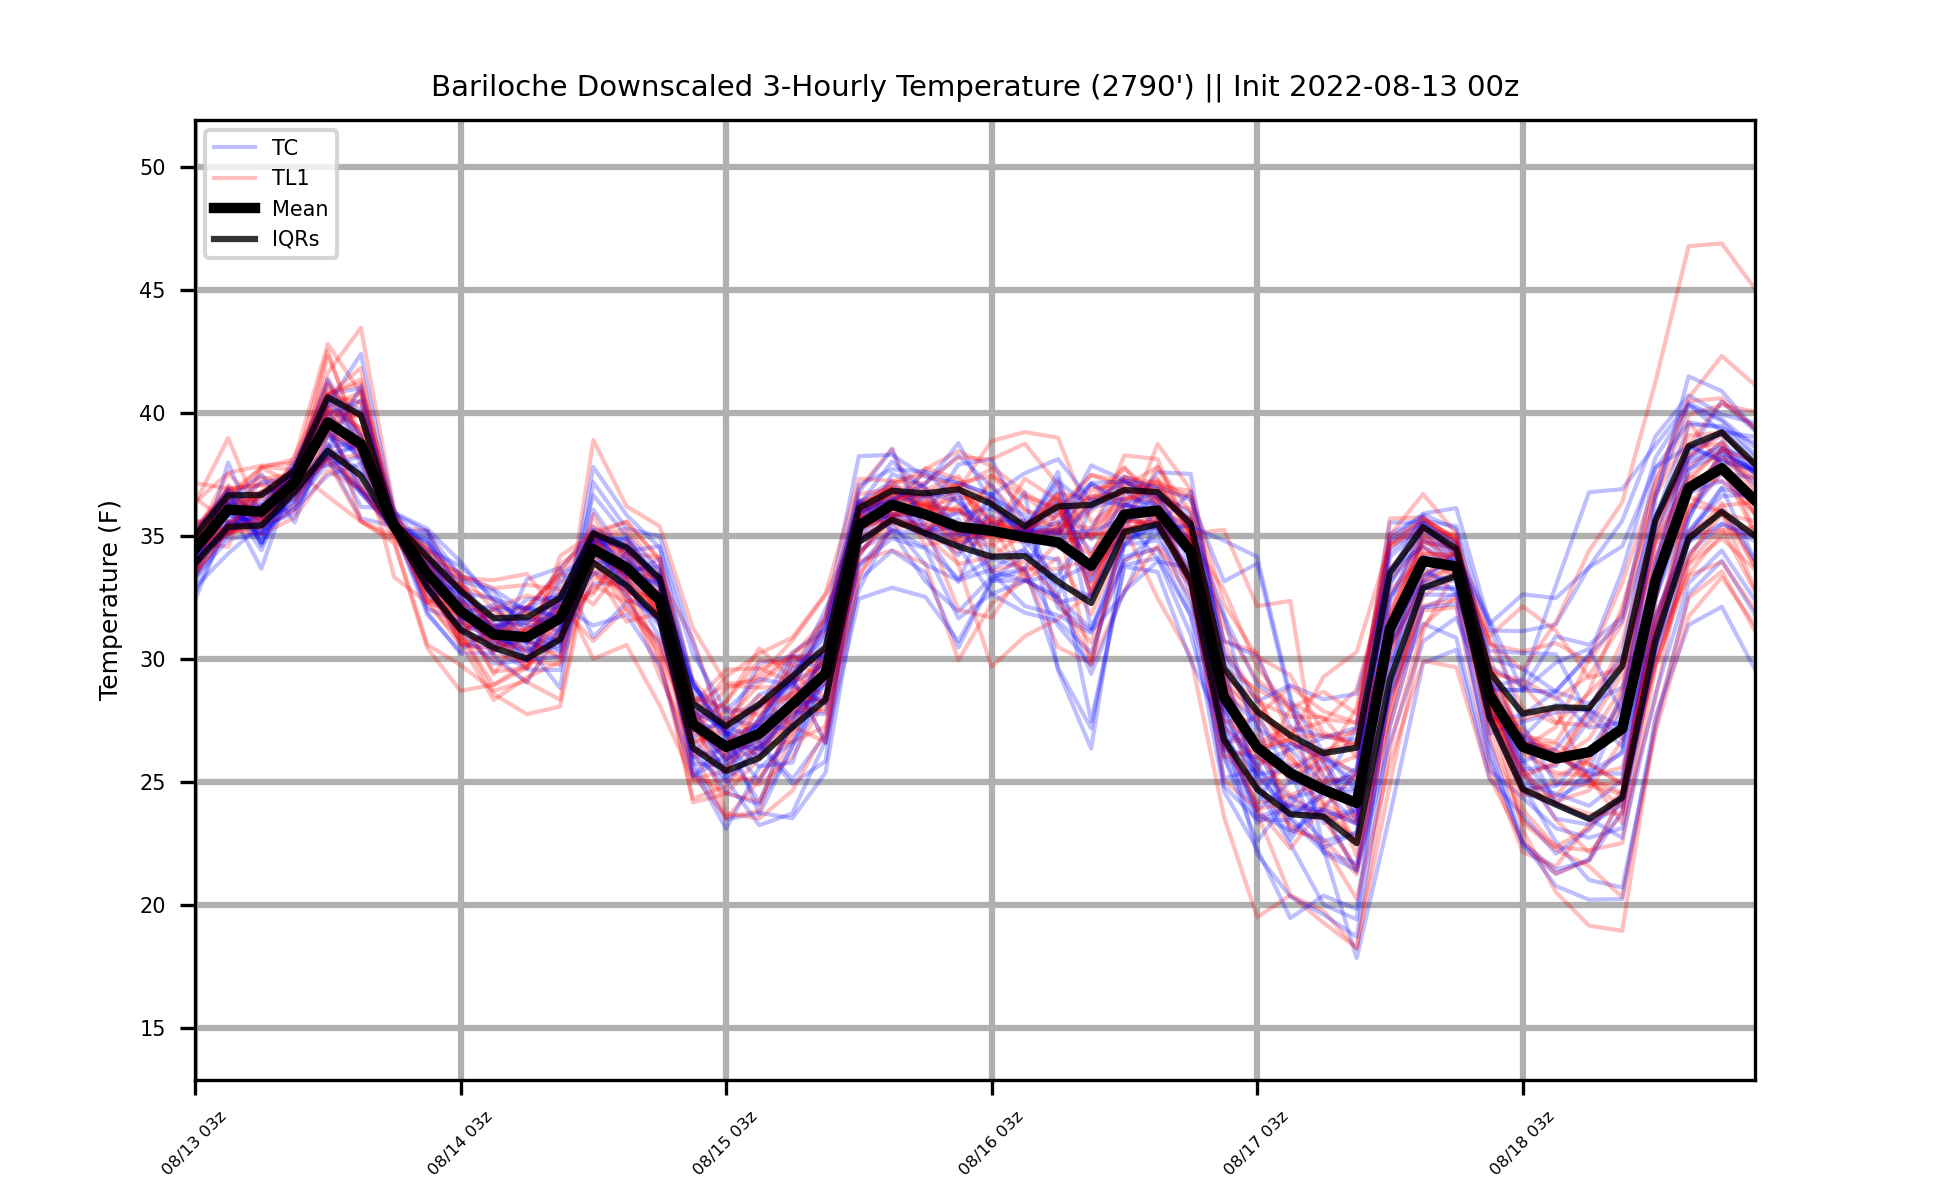 Bariloche Downscaled 3-Hourly Temperature (2790') || Init 2022-08-13 00z
TC
TL1
Mean
IQRs
Temperature (F)
50
45
40
35
30
25
20
15
08/13 03z
08/14 03z
08/15 03z
08/16 03z
08/17 03z
08/18 03z